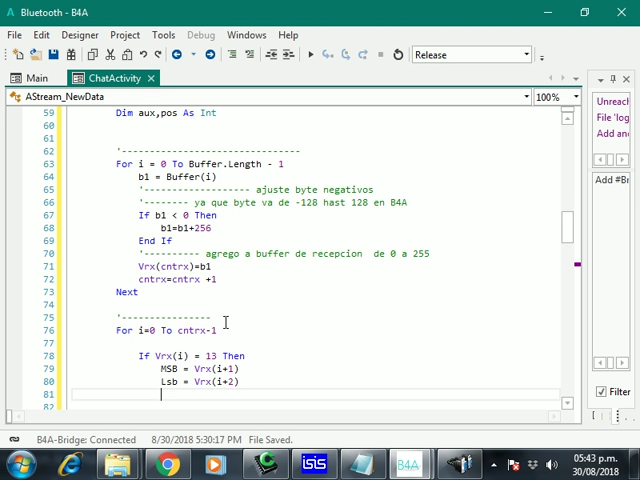 Bluetooth - B4A
File Edit Designer Project Tools Debug Windows Help
Release
Main ChatActivity
AStream_NewData 100%
59 Dim aux,pos As Int
60
61
62 '--------------------------------
63 For i = 0 To Buffer.Length - 1
64 b1 = Buffer(i)
65 '------------------- ajuste byte negativos
66 '-------- ya que byte va de -128 hast 128 en B4A
67 If b1 < 0 Then
68 b1=b1+256
69 End If
70 '---------- agrego a buffer de recepcion de 0 a 255
71 Vrx(cntrx)=b1
72 cntrx=cntrx +1
73 Next
74
75 '----------------
76 For i=0 To cntrx-1
77
78 If Vrx(i) = 13 Then
79 MSB = Vrx(i+1)
80 Lsb = Vrx(i+2)
81
82
Unreach
File 'log
Add ano
Add #Br
Filter
B4A-Bridge: Connected 8/30/2018 5:30:17 PM File Saved.
isis
B4A
05:43 p.m.
30/08/2018